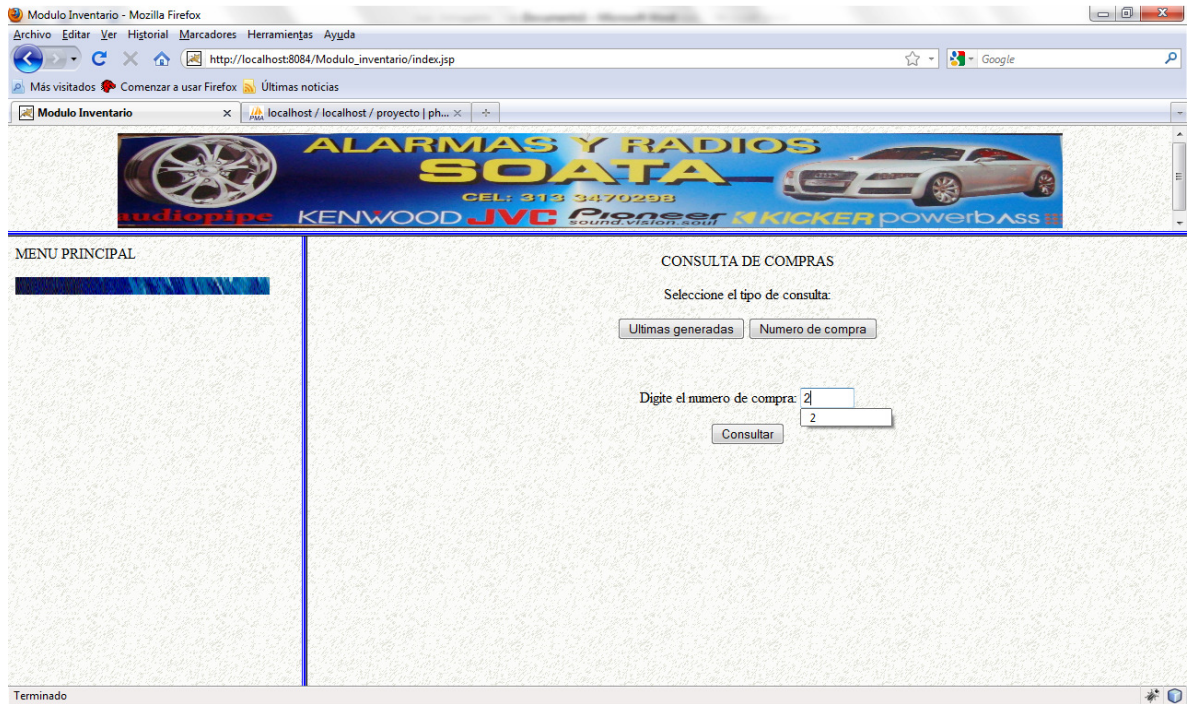 Modulo Inventario - Mozilla Firefox
Archivo Editar Ver Historial Marcadores Herramientas Ayuda
http://localhost:8084/Modulo_inventario/index.jsp
Google
Más visitados Comenzar a usar Firefox Últimas noticias
Modulo Inventario
PMA localhost / localhost / proyecto | ph...
ALARMAS Y RADIOS
SOATA
CEL: 313 3470298
audiopipe KENWOOD JVC Pioneer KICKER powerbass
sound.vision.soul
MENU PRINCIPAL
CONSULTA DE COMPRAS
Seleccione el tipo de consulta:
Ultimas generadas Numero de compra
Digite el numero de compra: 2
2
Consultar
Terminado